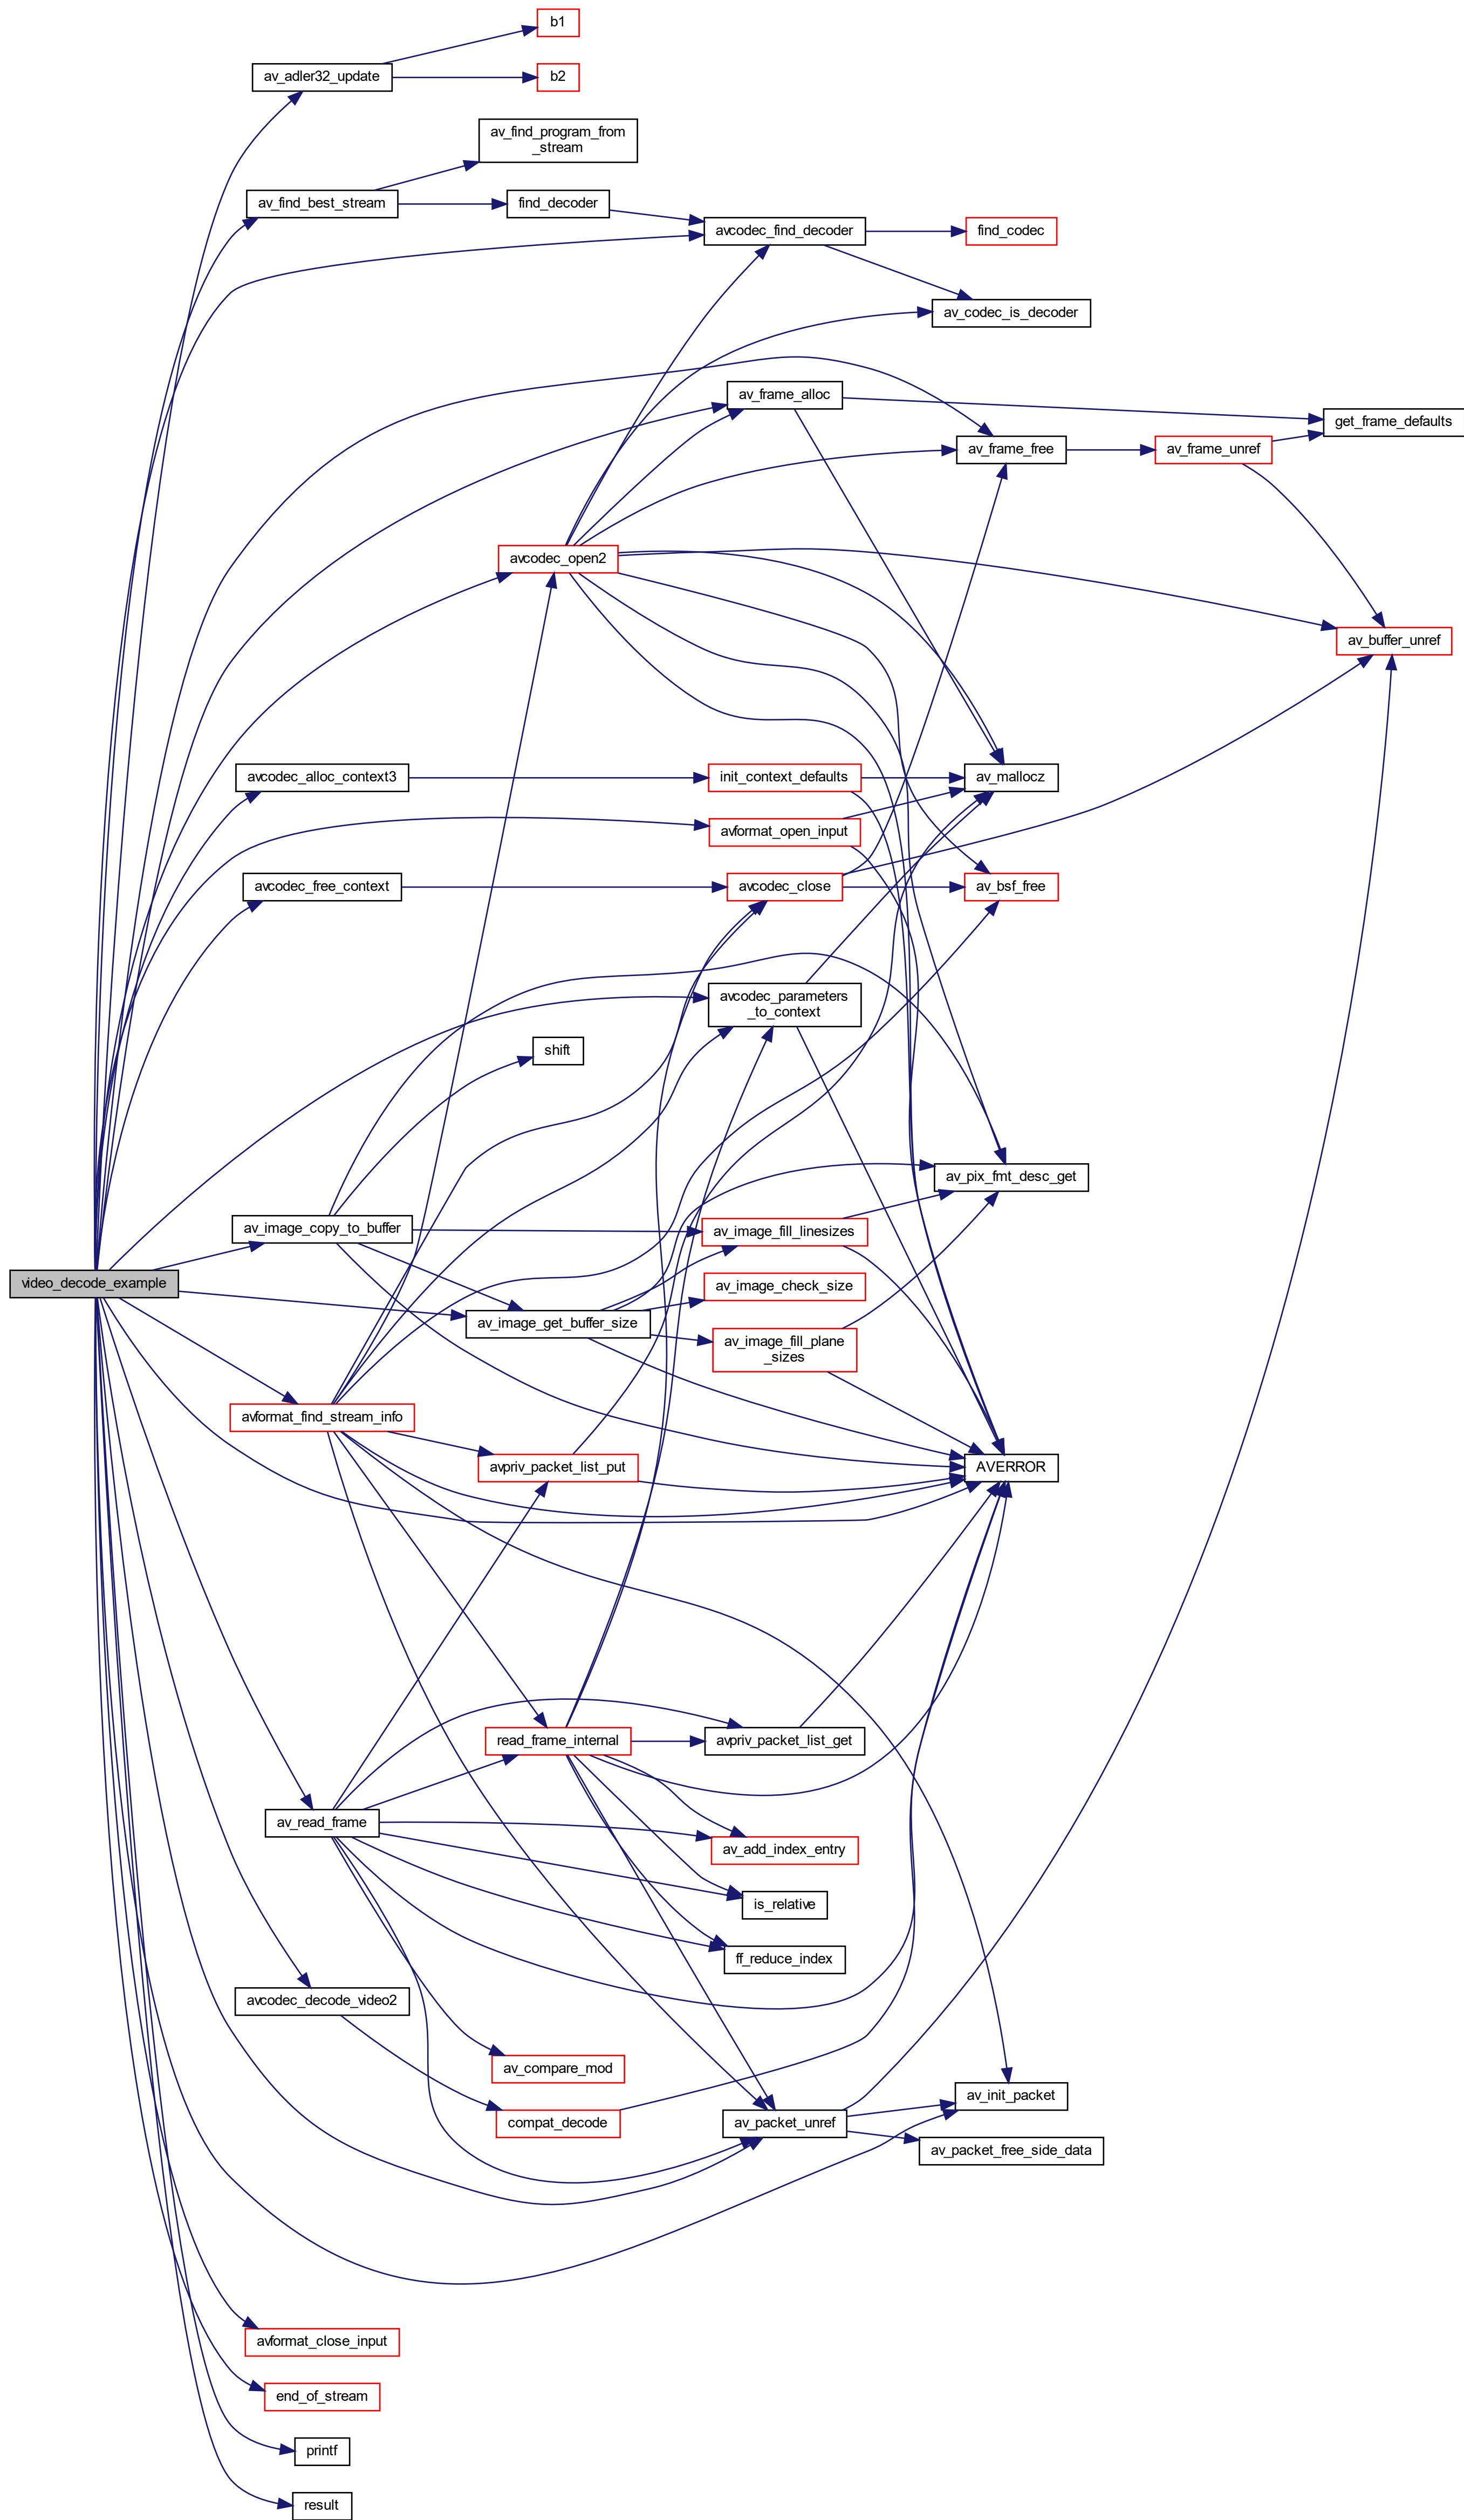 b1
av_adler32_update
b2
av_find_program_from
_stream
av_find_best_stream
find_decoder
avcodec_find_decoder
find_codec
av_codec_is_decoder
av_frame_alloc
get_frame_defaults
av_frame_free
av_frame_unref
avcodec_open2
av_buffer_unref
avcodec_alloc_context3
init_context_defaults
av_mallocz
avformat_open_input
avcodec_free_context
avcodec_close
av_bsf_free
avcodec_parameters
_to_context
shift
av_pix_fmt_desc_get
av_image_copy_to_buffer
av_image_fill_linesizes
video_decode_example
av_image_check_size
av_image_get_buffer_size
av_image_fill_plane
_sizes
avformat_find_stream_info
avpriv_packet_list_put
AVERROR
read_frame_internal
avpriv_packet_list_get
av_read_frame
av_add_index_entry
is_relative
ff_reduce_index
avcodec_decode_video2
av_compare_mod
av_init_packet
compat_decode
av_packet_unref
av_packet_free_side_data
avformat_close_input
end_of_stream
printf
result